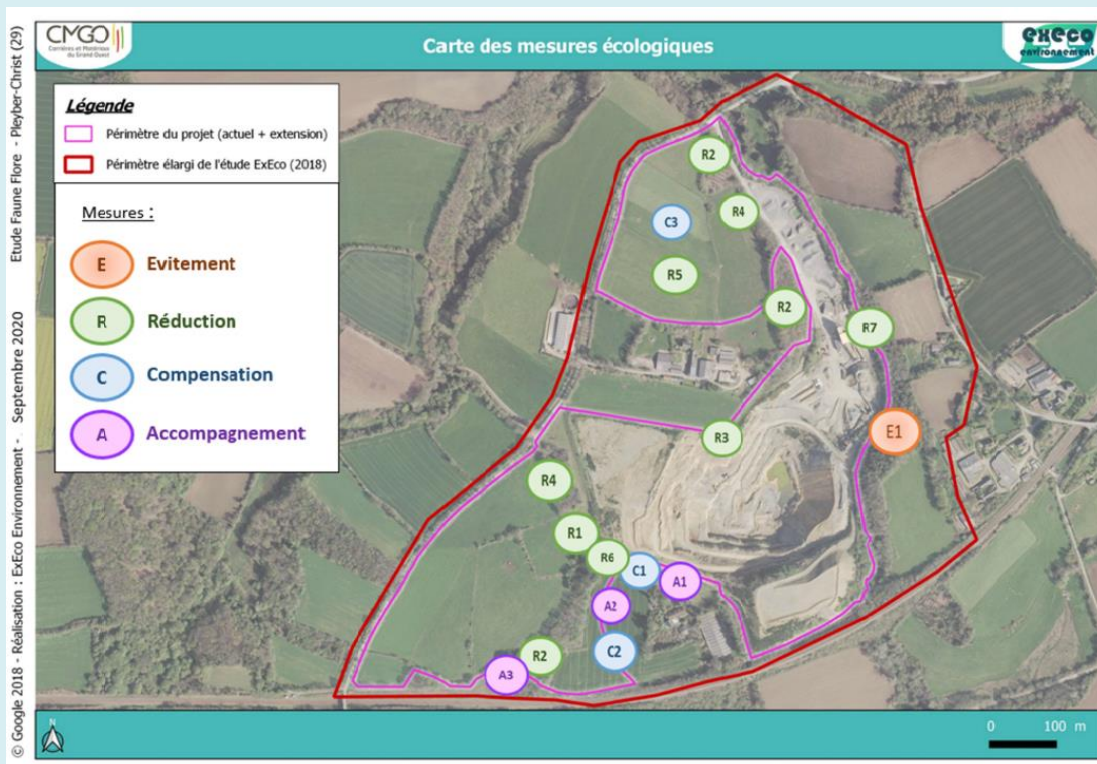 © Google 2018 - Réalisation : ExEco Environnement -. Septembre 2020 Etude Faune Flore - Pleyber-Christ (29)
CMGO
Carrières et Matériaux
du Grand Ouest
Carte des mesures écologiques
execo
environnement
Légende
Périmètre du projet (actuel + extension)
Périmètre élargi de l'étude ExEco (2018)
Mesures :
E Evitement
R Réduction
C Compensation
A Accompagnement
R2
R4
C3
R5
R2
R7
E1
R3
R4
R1
R6
C1
A1
A2
C2
R2
A3
N
0 100 m